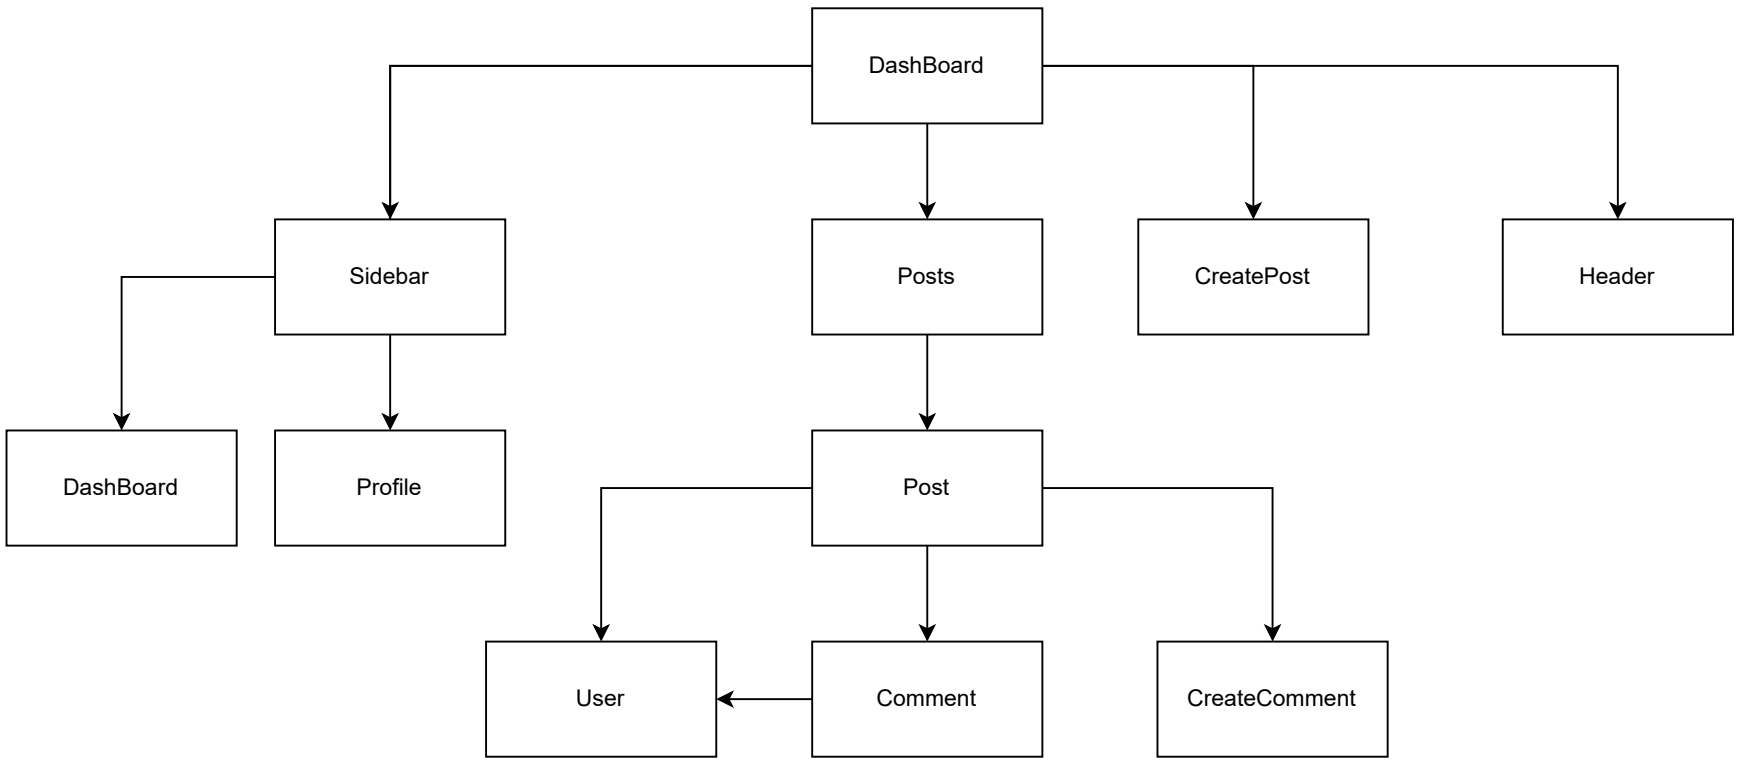 DashBoard
Sidebar
Posts
CreatePost
Header
DashBoard
Profile
Post
User
Comment
CreateComment